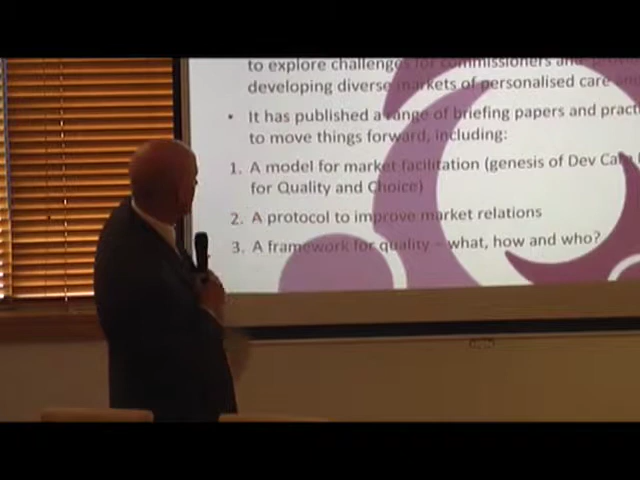 to explore challenges for commissioners and
developing diverse markets of personalised care and
• It has published a range of briefing papers and
to move things forward, including:
1. A model for market facilitation (genesis of Dev Care
for Quality and Choice)
2. A protocol to improve market relations
3. A framework for quality – what, how and who?